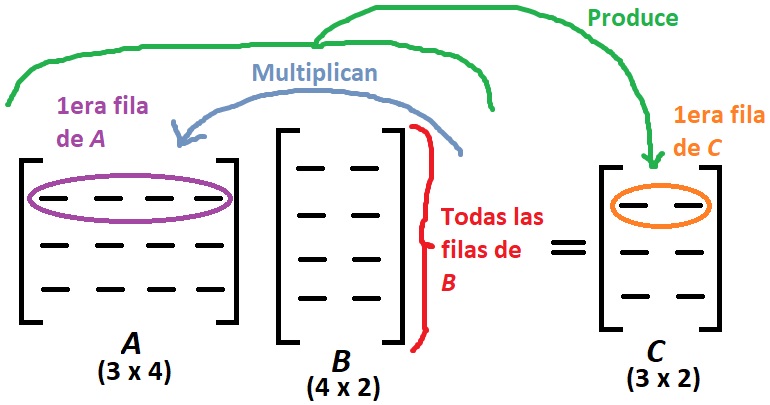 Produce
Multiplican
1era fila
de A
1era fila
de C
Todas las
filas de
B
=
A
(3 x 4)
B
(4 x 2)
C
(3 x 2)